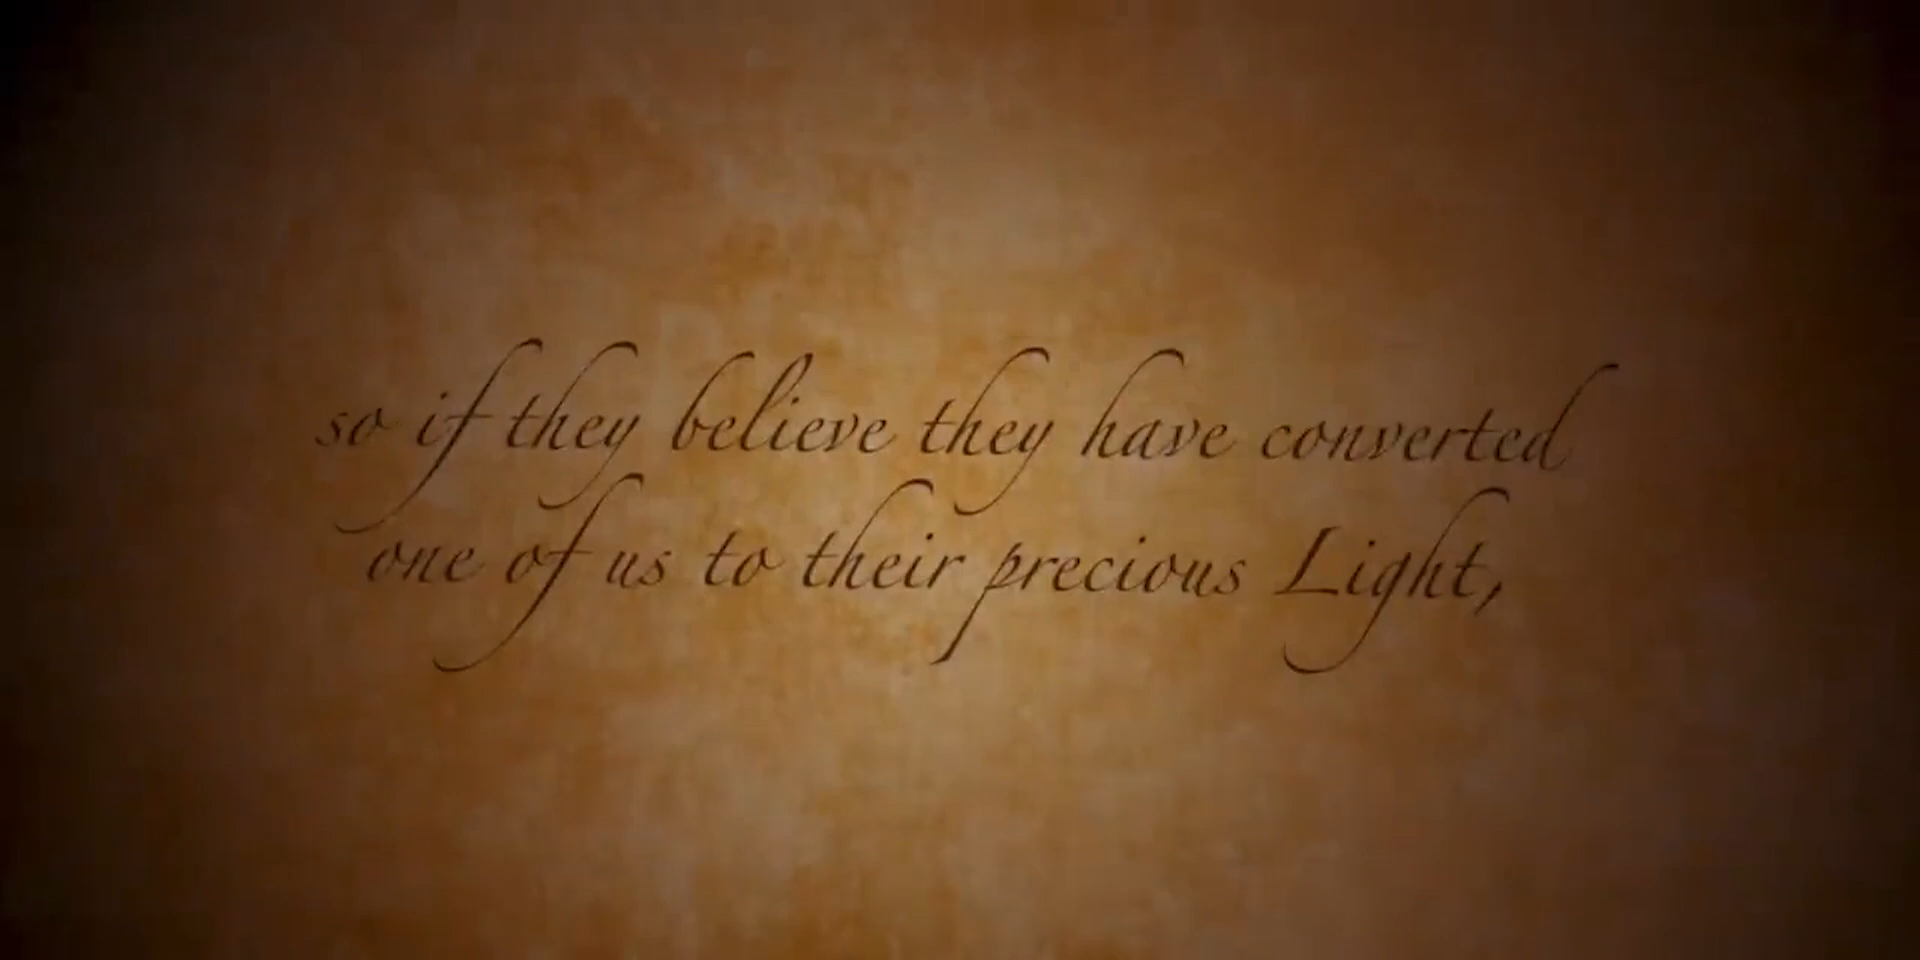 so if they believe they have converted
one of us to their precious Light,